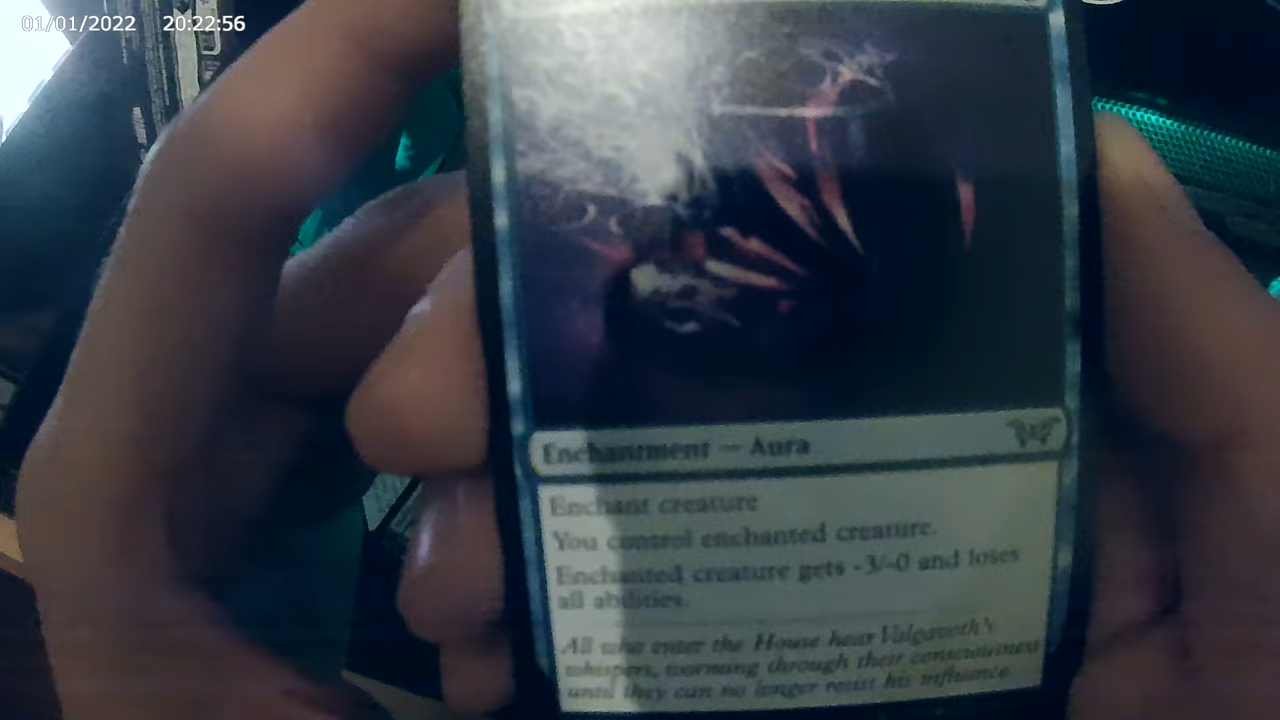 01/01/2022 20:22:56
Enchantment — Aura
Enchant creature
You control enchanted creature.
Enchanted creature gets -3/-0 and loses
all abilities.
All who enter the House hear Valgavoth's
whispers, worming through their consciousness
until they can no longer resist his influence.